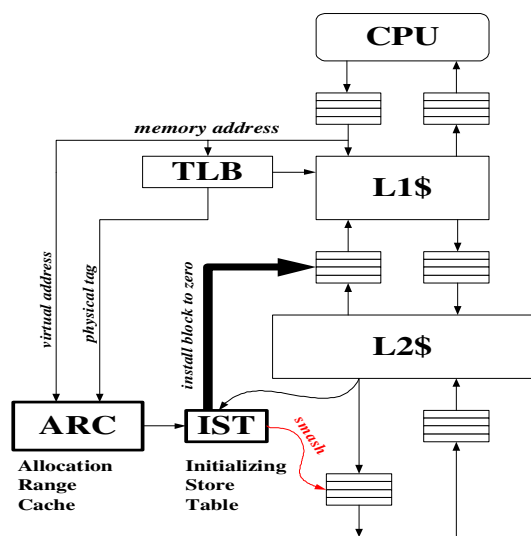 CPU
memory address
TLB
L1$
virtual address
physical tag
install block to zero
L2$
ARC
IST
smash
Allocation
Range
Cache
Initializing
Store
Table